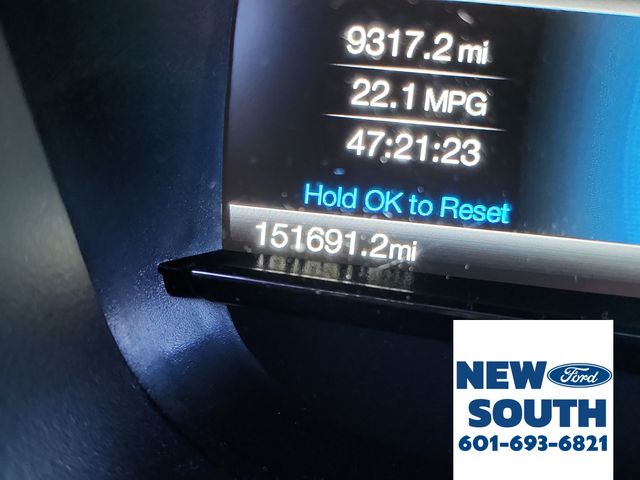 9317.2 mi
22.1 MPG
47:21:23
Hold OK to Reset
151691.2mi
NEW Ford
SOUTH
601-693-6821